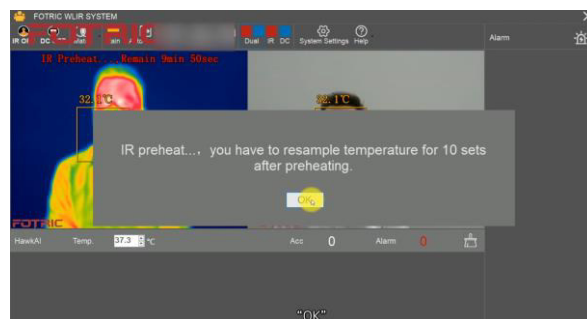 FOTRIC WLIR SYSTEM
Dual IR DC System Settings Help
Alarm
IR Preheat..., Remain 9min 50sec
32.1℃
IR preheat..., you have to resample temperature for 10 sets
after preheating.
OK
FOTRIC
HawkAI Temp. 37.3 ℃ Acc 0 Alarm 0
"OK"